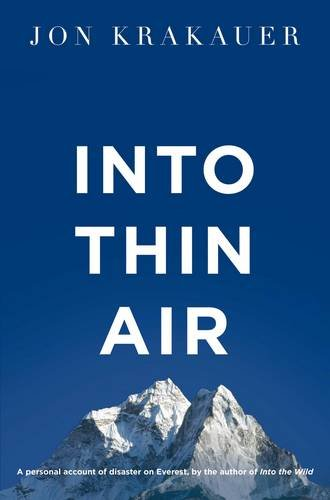 JON KRAKAUER
INTO
THIN
AIR
A personal account of disaster on Everest, by the author of Into the Wild